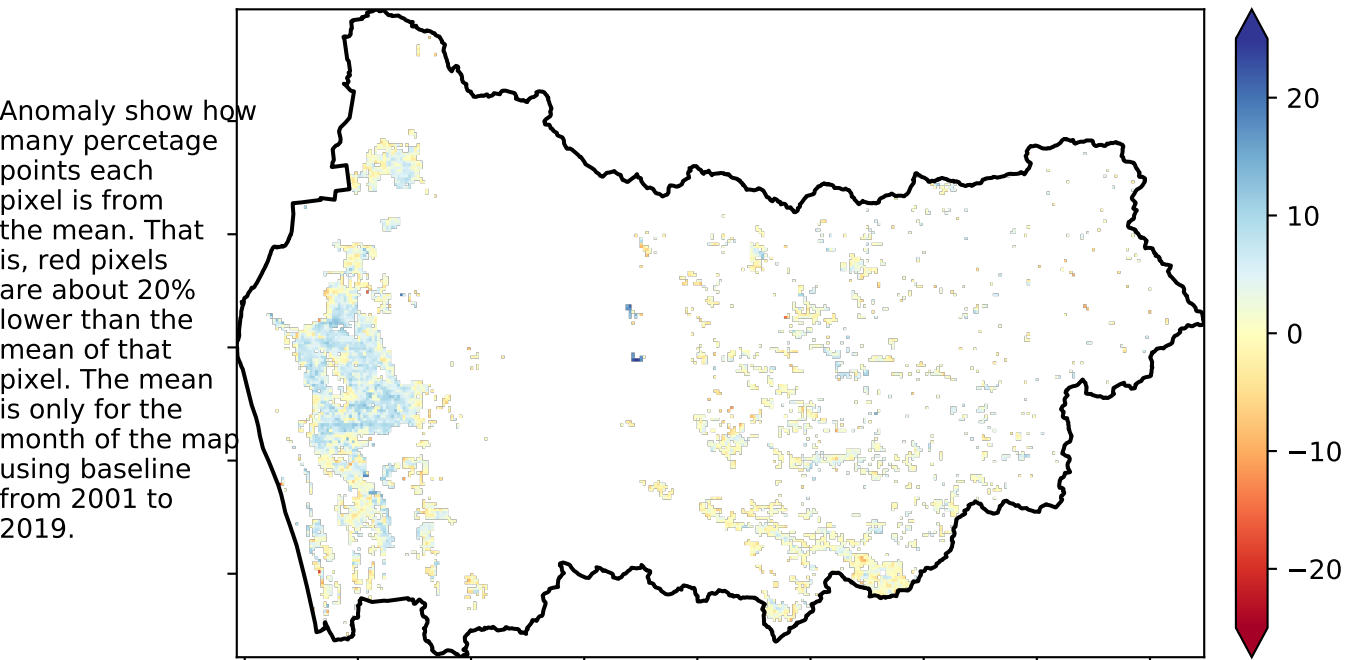 Anomaly show how
many percetage
points each
pixel is from
the mean. That
is, red pixels
are about 20%
lower than the
mean of that
pixel. The mean
is only for the
month of the map
using baseline
from 2001 to
2019.
20
10
0
−10
−20